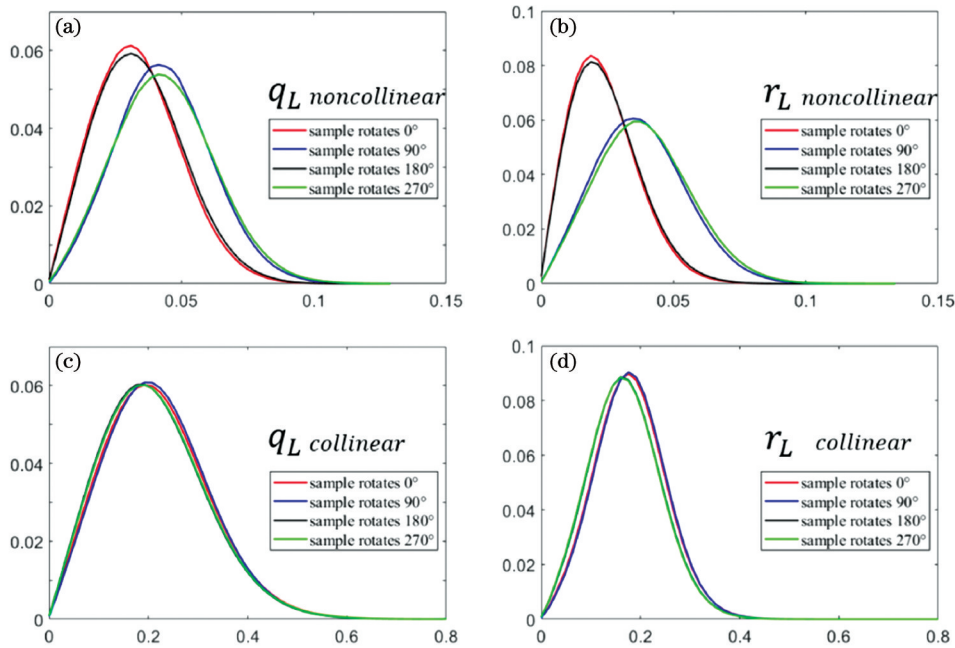 (a)
0.06
0.04
0.02
0
0
0.05
0.1
0.15
q_L noncollinear
sample rotates 0°
sample rotates 90°
sample rotates 180°
sample rotates 270°
(b)
0.1
0.08
0.06
0.04
0.02
0
0
0.05
0.1
0.15
r_L noncollinear
sample rotates 0°
sample rotates 90°
sample rotates 180°
sample rotates 270°
(c)
0.06
0.04
0.02
0
0
0.2
0.4
0.6
0.8
q_L collinear
sample rotates 0°
sample rotates 90
sample rotates 180°
sample rotates 270°
(d)
0.1
0.08
0.06
0.04
0.02
0
0
0.2
0.4
0.6
0.8
r_L collinear
sample rotates 0°
sample rotates 90°
sample rotates 180°
sample rotates 270°